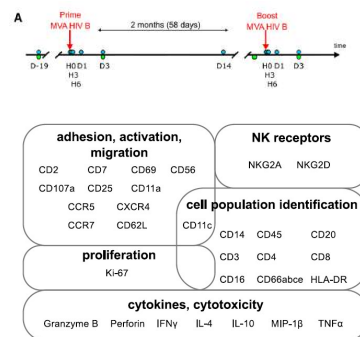 A
Prime
MVA HIV B
2 months (58 days)
Boost
MVA HIV B
time
D-19
H0 D1
H3
H6
D3
D14
H0 D1
H3
H6
D3
adhesion, activation,
migration
CD2 CD7 CD69 CD56
CD107a CD25 CD11a
CCR5 CXCR4
CCR7 CD62L
CD11c
NK receptors
NKG2A NKG2D
cell population identification
CD14 CD45 CD20
CD3 CD4 CD8
CD16 CD66abce HLA-DR
proliferation
Ki-67
cytokines, cytotoxicity
Granzyme B Perforin IFNγ IL-4 IL-10 MIP-1β TNFα